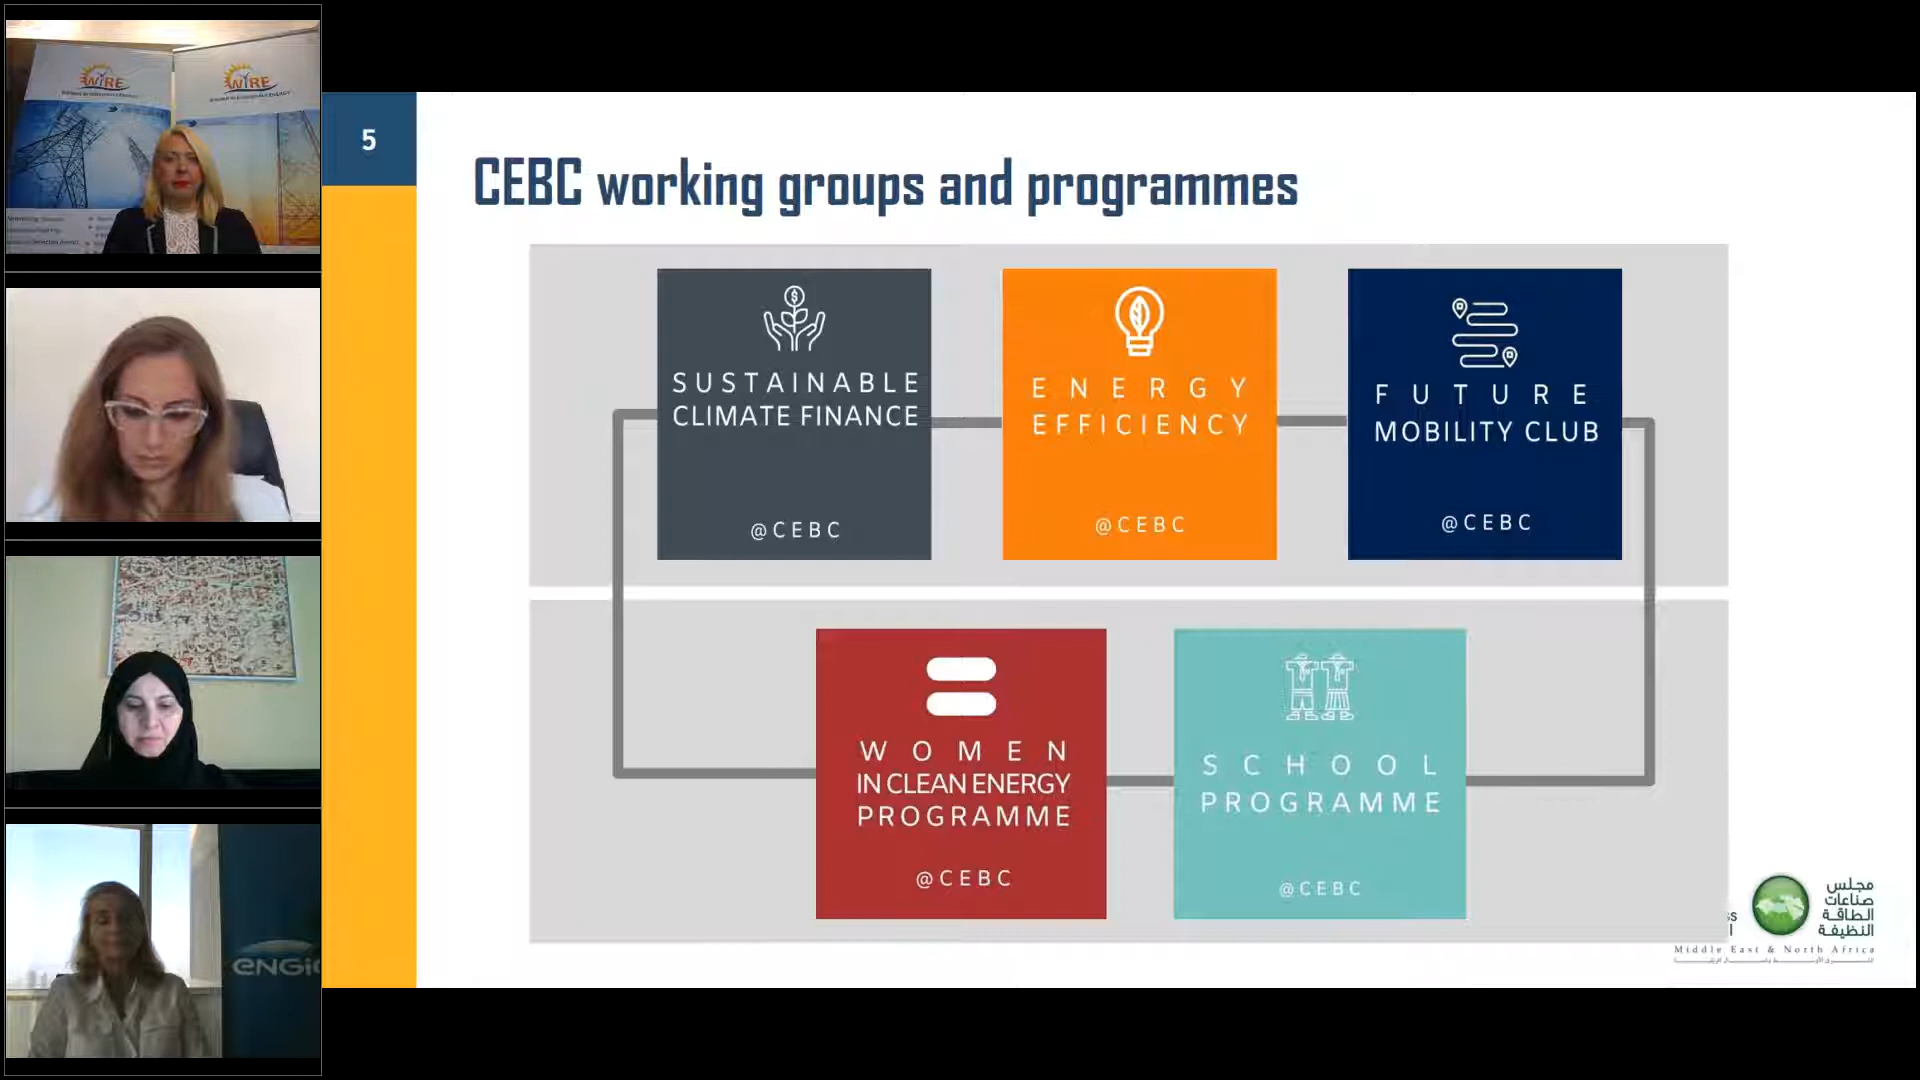 WIRE
WIRE
ENGIE
5
CEBC working groups and programmes
SUSTAINABLE
CLIMATE FINANCE
@CEBC
ENERGY
EFFICIENCY
@CEBC
FUTURE
MOBILITY CLUB
@CEBC
WOMEN
IN CLEAN ENERGY
PROGRAMME
@CEBC
SCHOOL
PROGRAMME
@CEBC
مجلس
صناعات
الطاقة
النظيفة
Middle East & North Africa